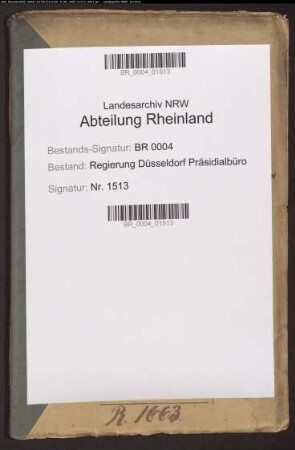 BR_0004_01513
Landesarchiv NRW
Abteilung Rheinland
Bestands-Signatur: BR 0004
Bestand: Regierung Düsseldorf Präsidialbüro
Signatur: Nr. 1513
BR_0004_01513
R. 1663